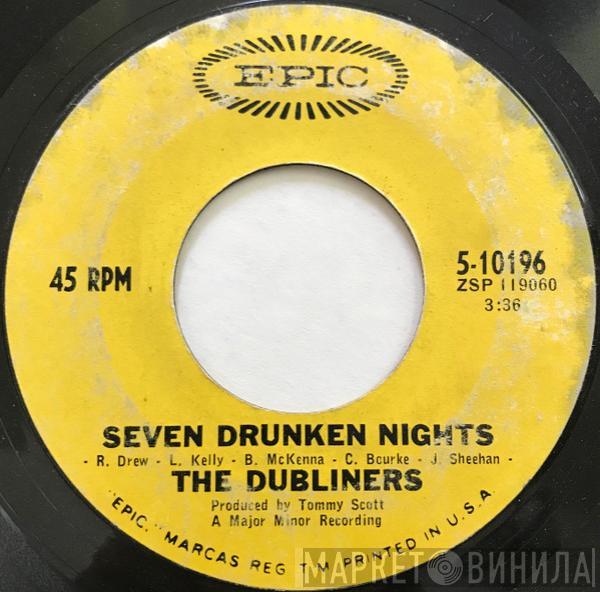 EPIC
45 RPM
5-10196
ZSP 119060
3:36
SEVEN DRUNKEN NIGHTS
- R. Drew - L. Kelly - B. McKenna - C. Bourke - J. Sheehan -
THE DUBLINERS
Produced by Tommy Scott
A Major Minor Recording
"EPIC," MARCAS REG. T.M. PRINTED IN U.S.A.
МАРКЕТ ВИНИЛА